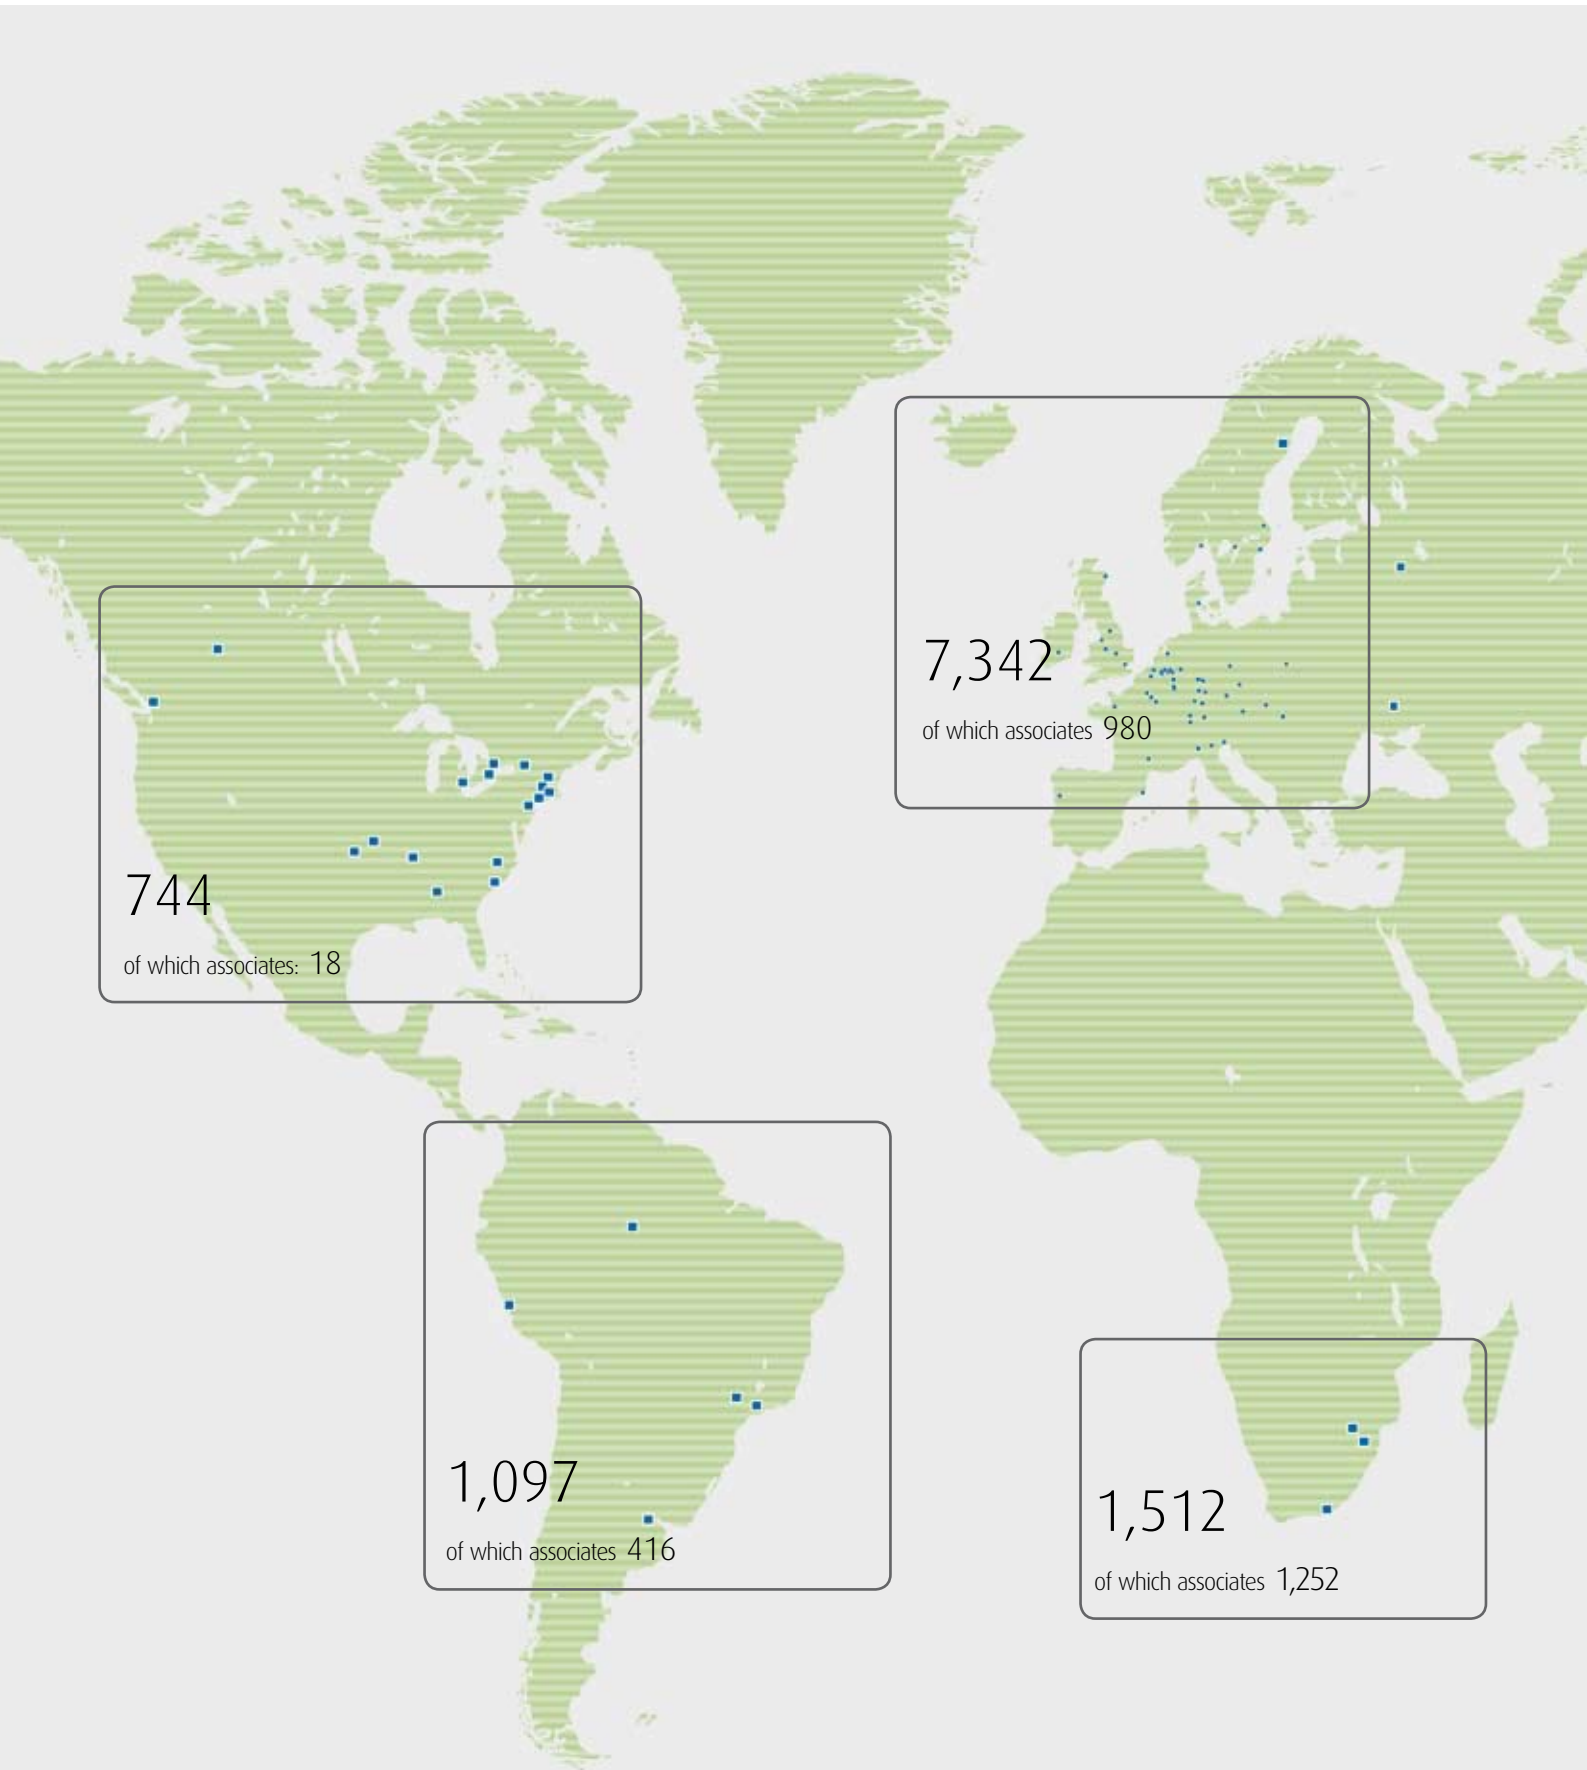 7,342
of which associates 980
744
of which associates: 18
1,097
of which associates 416
1,512
of which associates 1,252